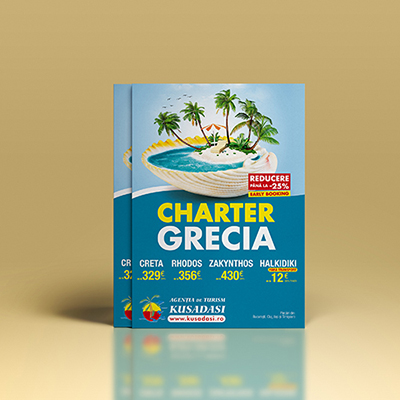 REDUCERE
PÂNĂ LA -25%
EARLY BOOKING
CHARTER
GRECIA
CRETA RHODOS ZAKYNTHOS HALKIDIKI
329€ 356€ 430€ 12€
AGENȚIA DE TURISM
KUSADASI
www.kusadasi.ro